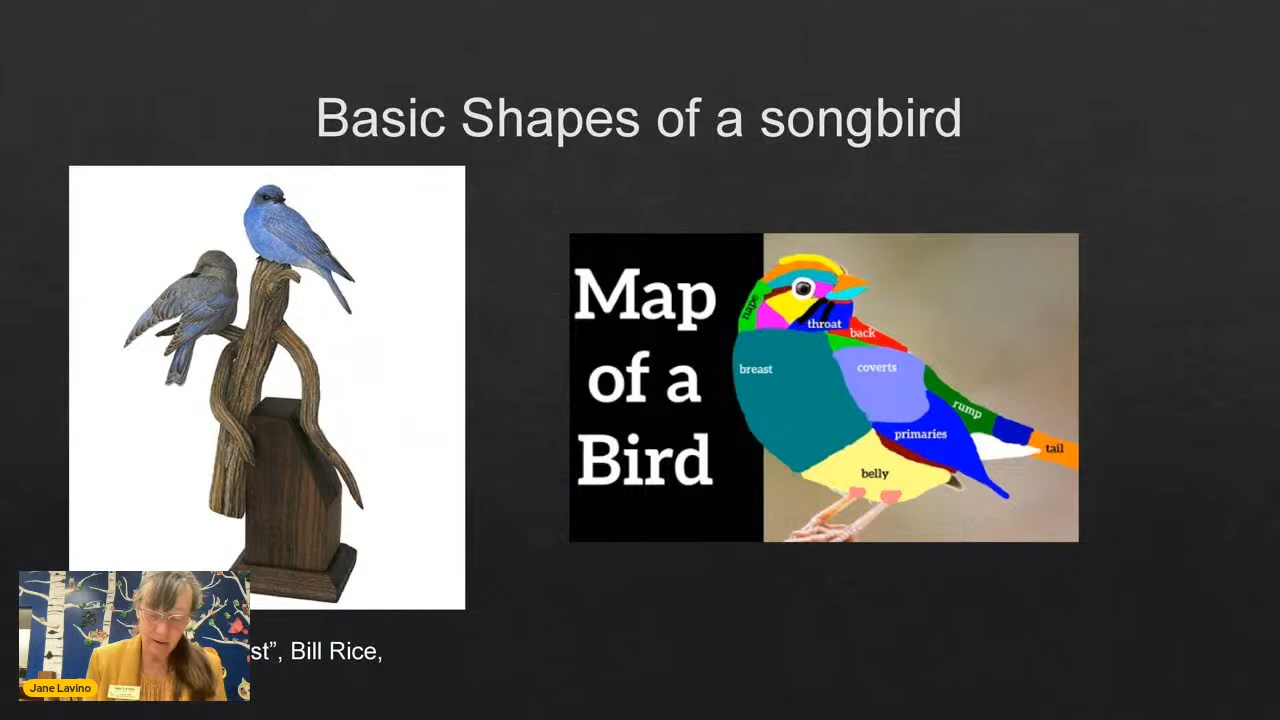 Basic Shapes of a songbird
Map
of a
Bird
nape
throat
back
breast
coverts
rump
primaries
tail
belly
st”, Bill Rice,
Jane Lavino